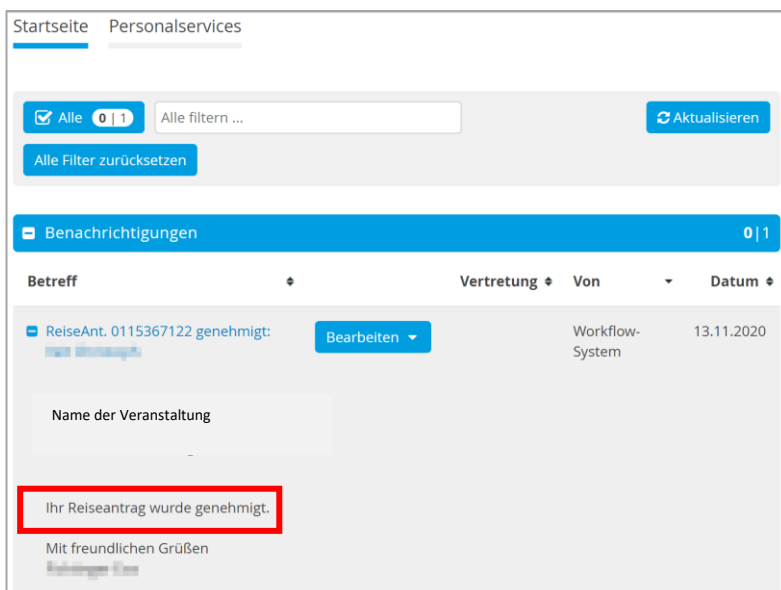 Startseite Personalservices
Alle 0 | 1 Alle filtern ... Aktualisieren
Alle Filter zurücksetzen
Benachrichtigungen 0|1
Betreff Vertretung Von Datum
ReiseAnt. 0115367122 genehmigt: Bearbeiten Workflow- 13.11.2020
System
Name der Veranstaltung
Ihr Reiseantrag wurde genehmigt.
Mit freundlichen Grüßen